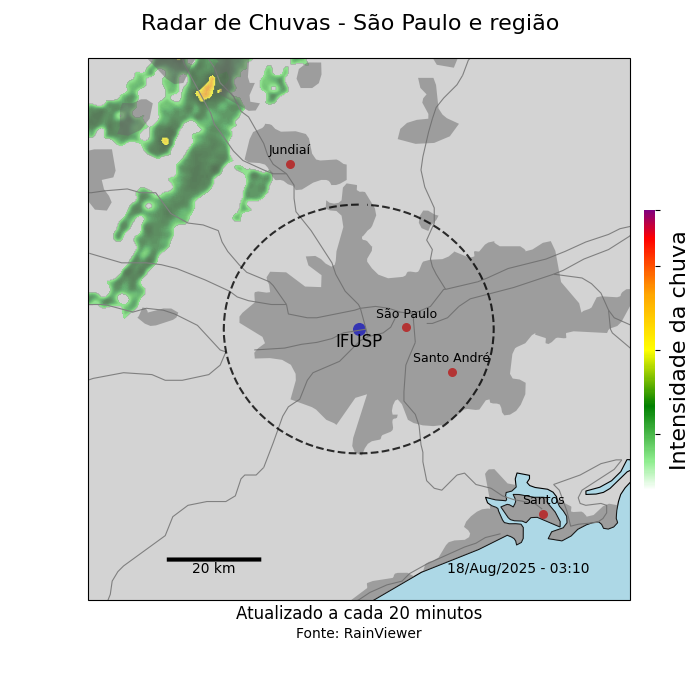 Radar de Chuvas - São Paulo e região
Jundiaí
São Paulo
IFUSP
Santo André
Intensidade da chuva
Santos
20 km
18/Aug/2025 - 03:10
Atualizado a cada 20 minutos
Fonte: RainViewer